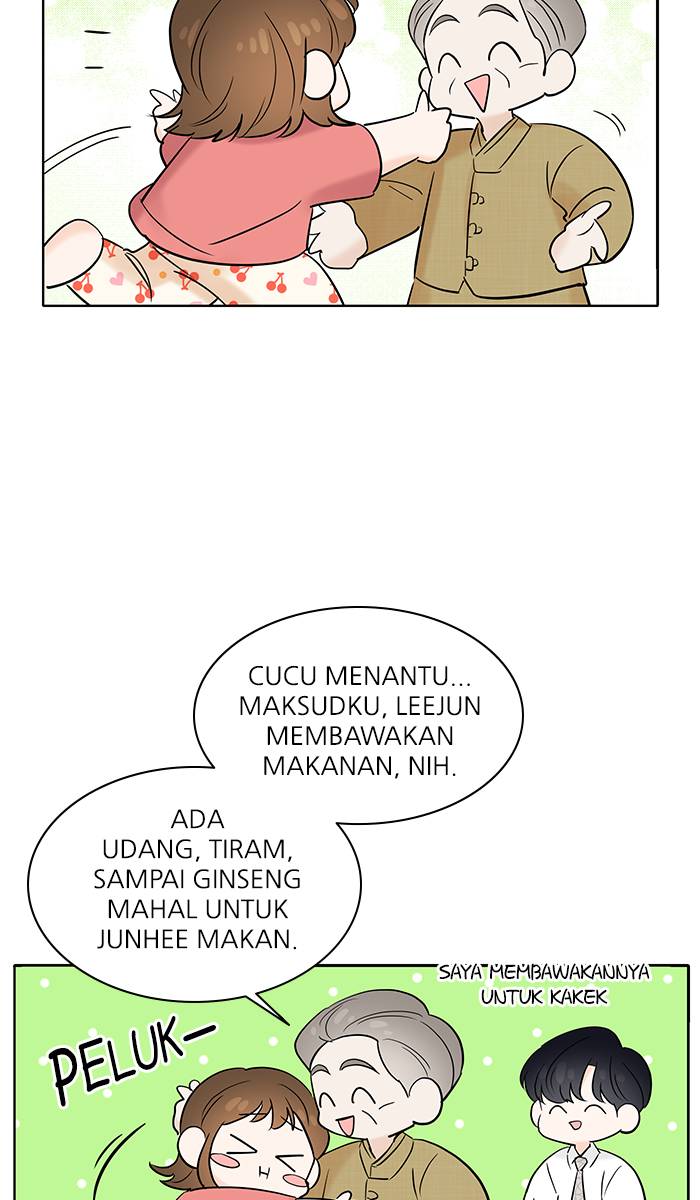 CUCU MENANTU...
MAKSUDKU, LEEJUN
MEMBAWAKAN
MAKANAN, NIH.
ADA
UDANG, TIRAM,
SAMPAI GINSENG
MAHAL UNTUK
JUNHEE MAKAN.
SAYA MEMBAWAKANNYA
UNTUK KAKEK
PELUK-